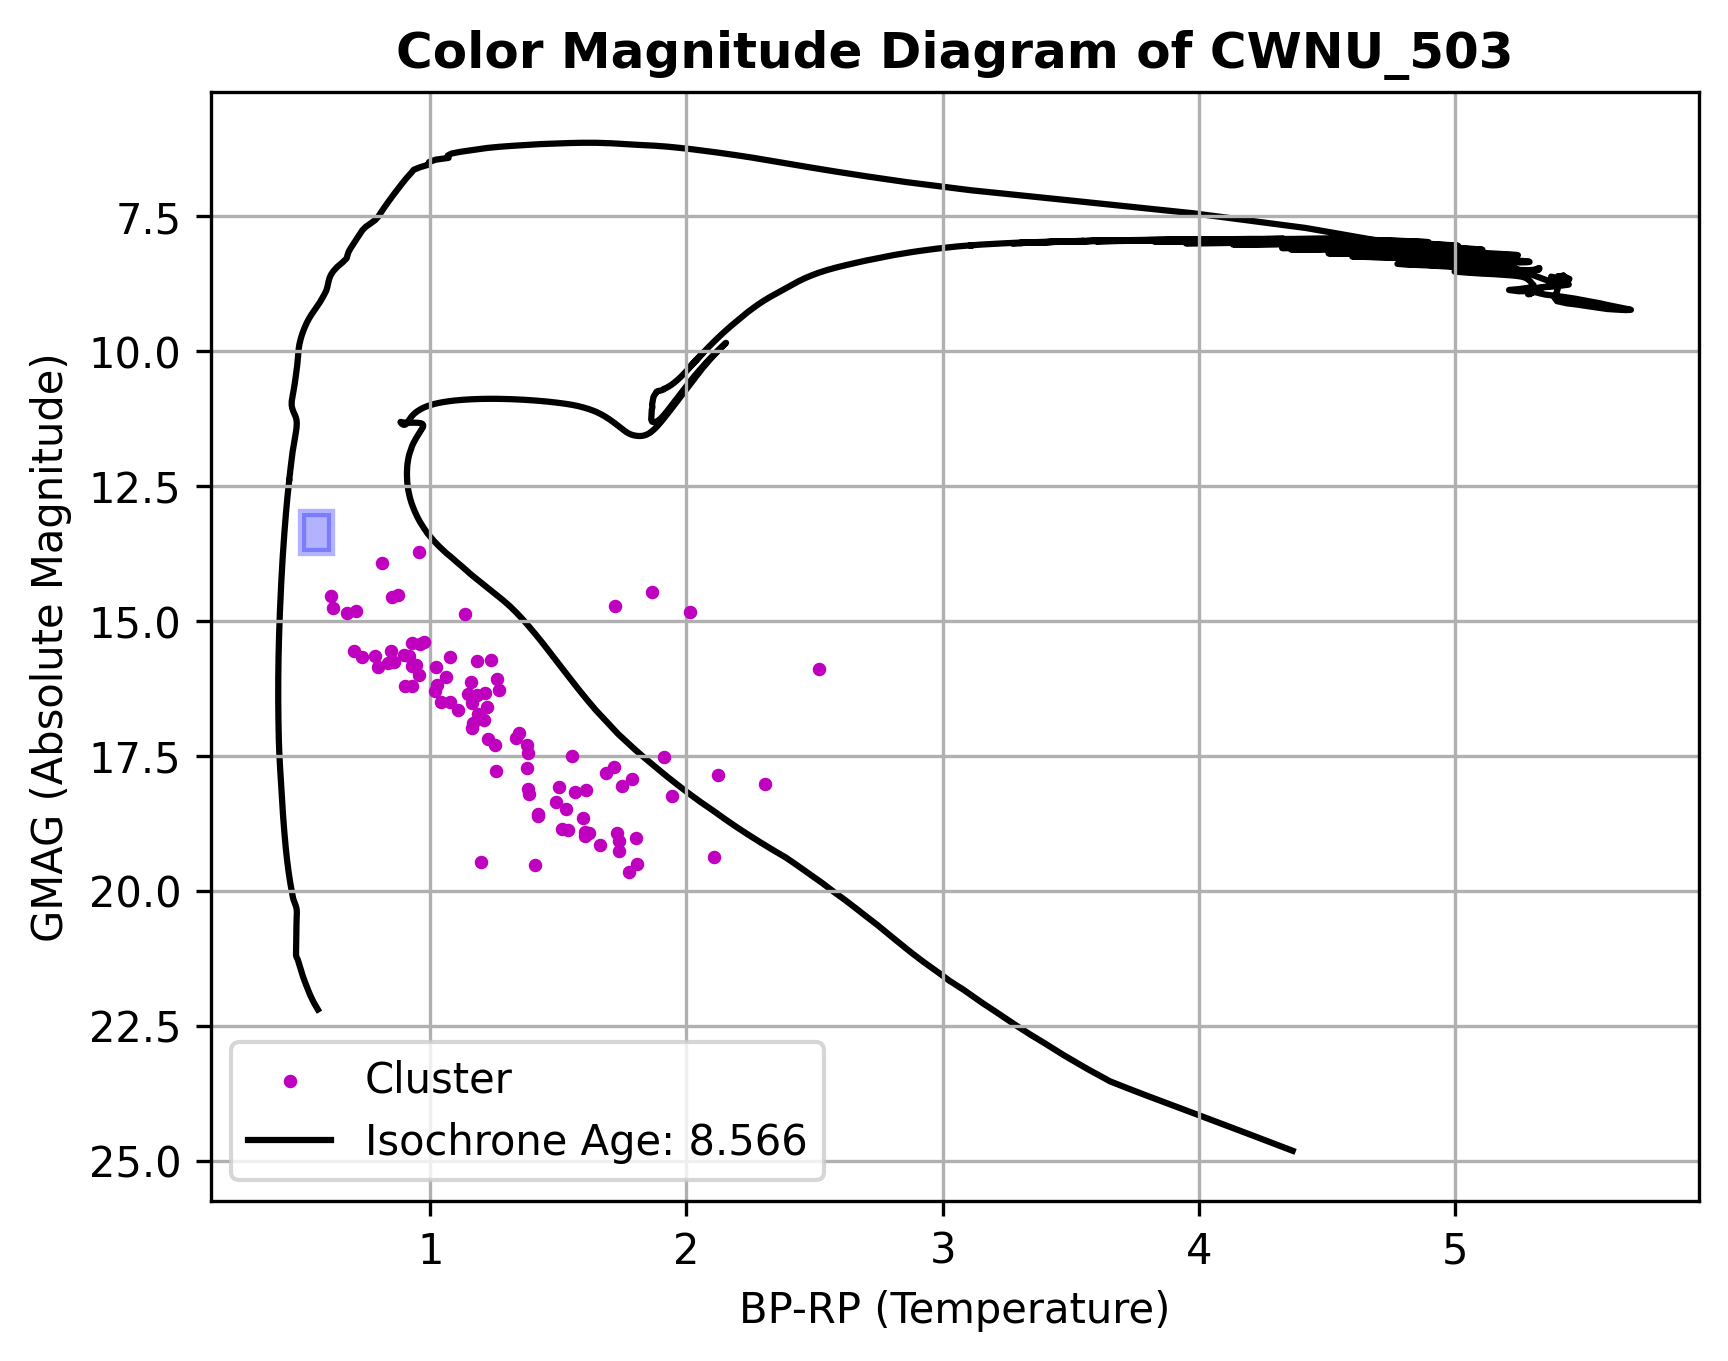 Color Magnitude Diagram of CWNU_503
GMAG (Absolute Magnitude)
7.5
10.0
12.5
15.0
17.5
20.0
22.5
25.0
Cluster
Isochrone Age: 8.566
1 2 3 4 5
BP-RP (Temperature)